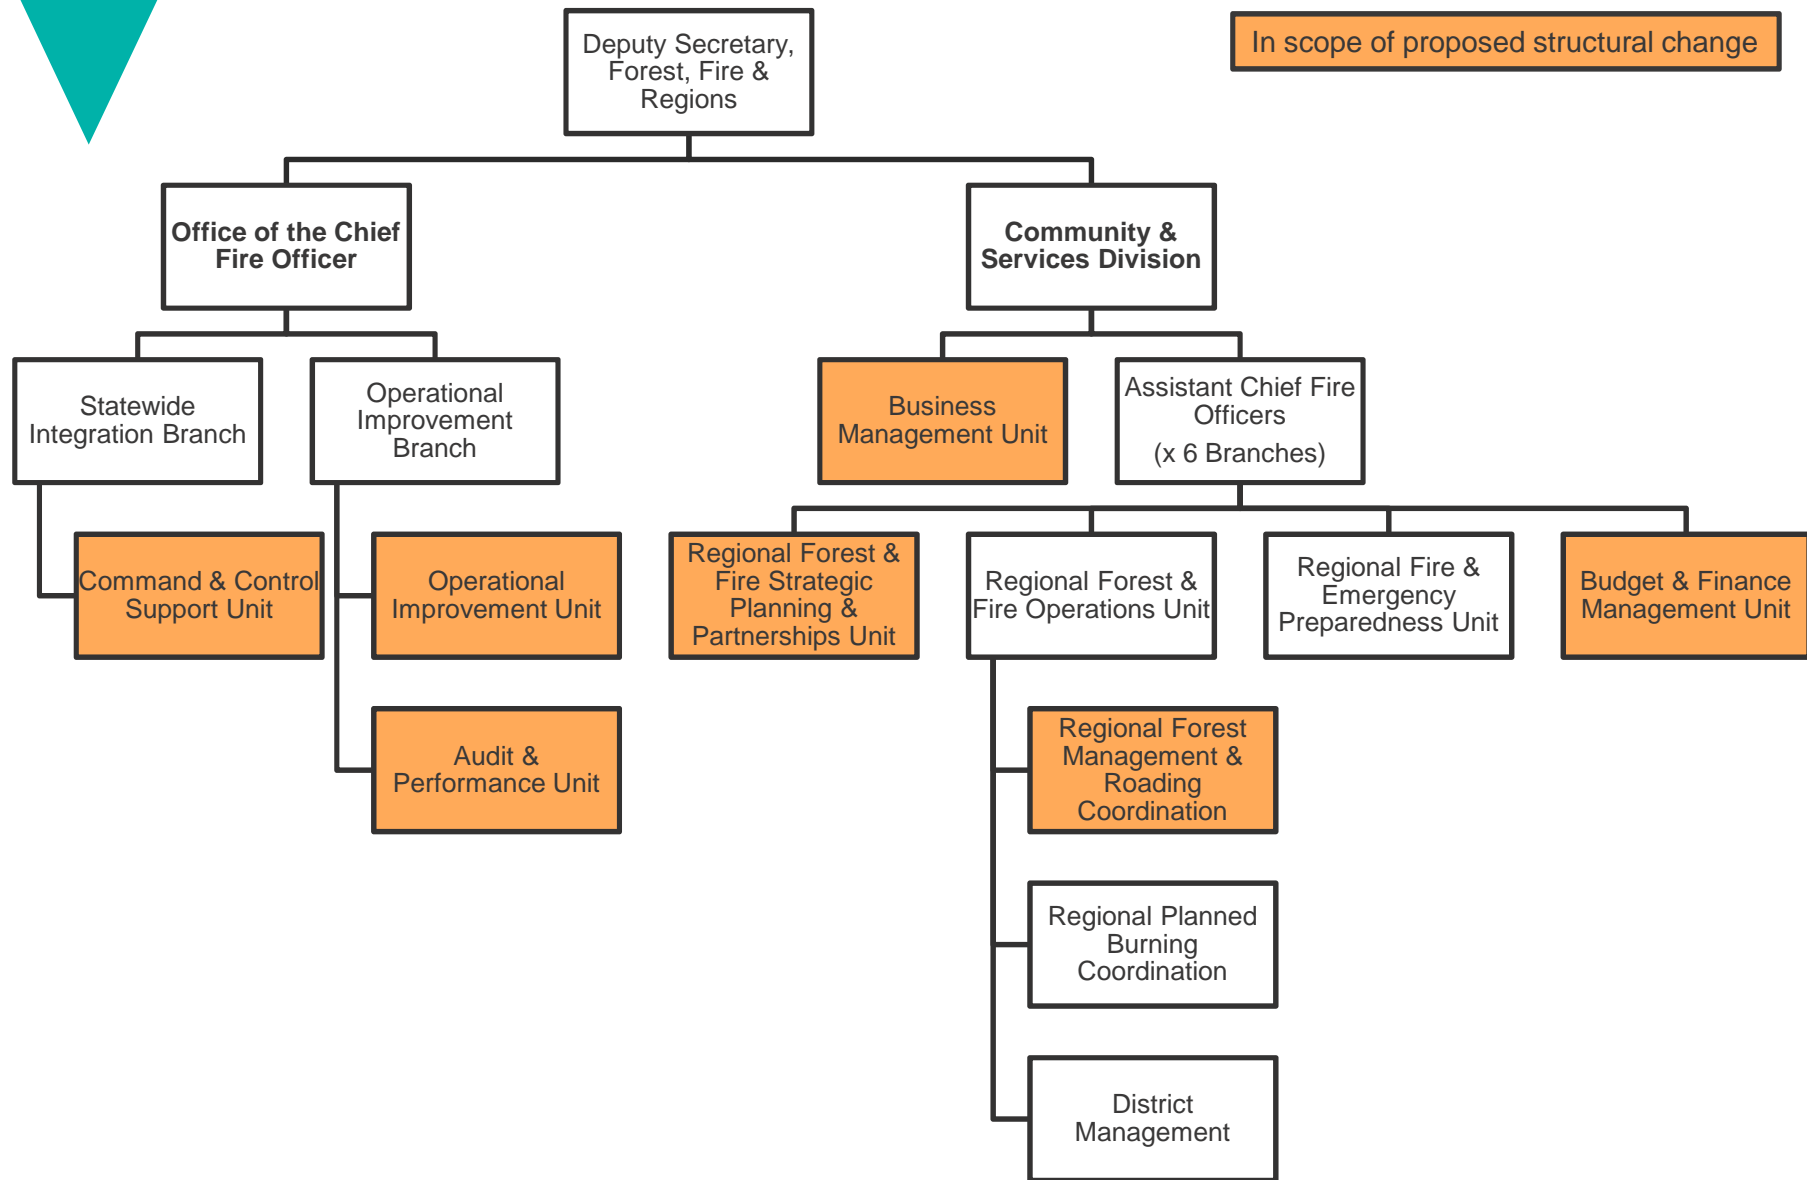 Deputy Secretary,
Forest, Fire &
Regions
In scope of proposed structural change
Office of the Chief
Fire Officer
Community &
Services Division
Statewide
Integration Branch
Operational
Improvement
Branch
Business
Management Unit
Assistant Chief Fire
Officers
(x 6 Branches)
Command & Control
Support Unit
Operational
Improvement Unit
Regional Forest &
Fire Strategic
Planning &
Partnerships Unit
Regional Forest &
Fire Operations Unit
Regional Fire &
Emergency
Preparedness Unit
Budget & Finance
Management Unit
Audit &
Performance Unit
Regional Forest
Management &
Roading
Coordination
Regional Planned
Burning
Coordination
District
Management